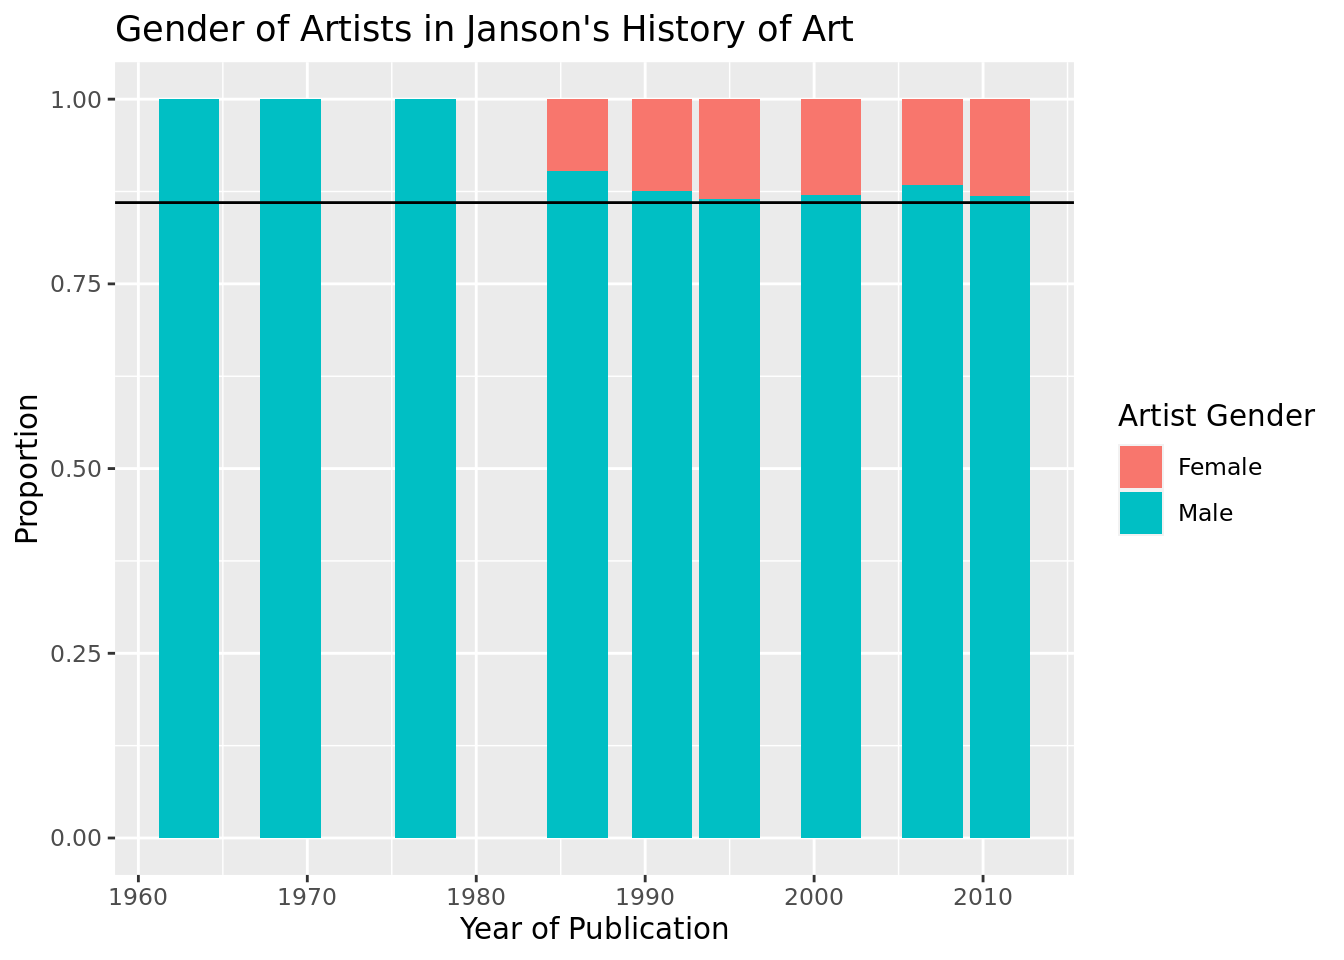 Gender of Artists in Janson's History of Art
1.00
0.75
0.50
0.25
0.00
Proportion
1960 1970 1980 1990 2000 2010
Year of Publication
Artist Gender
Female
Male